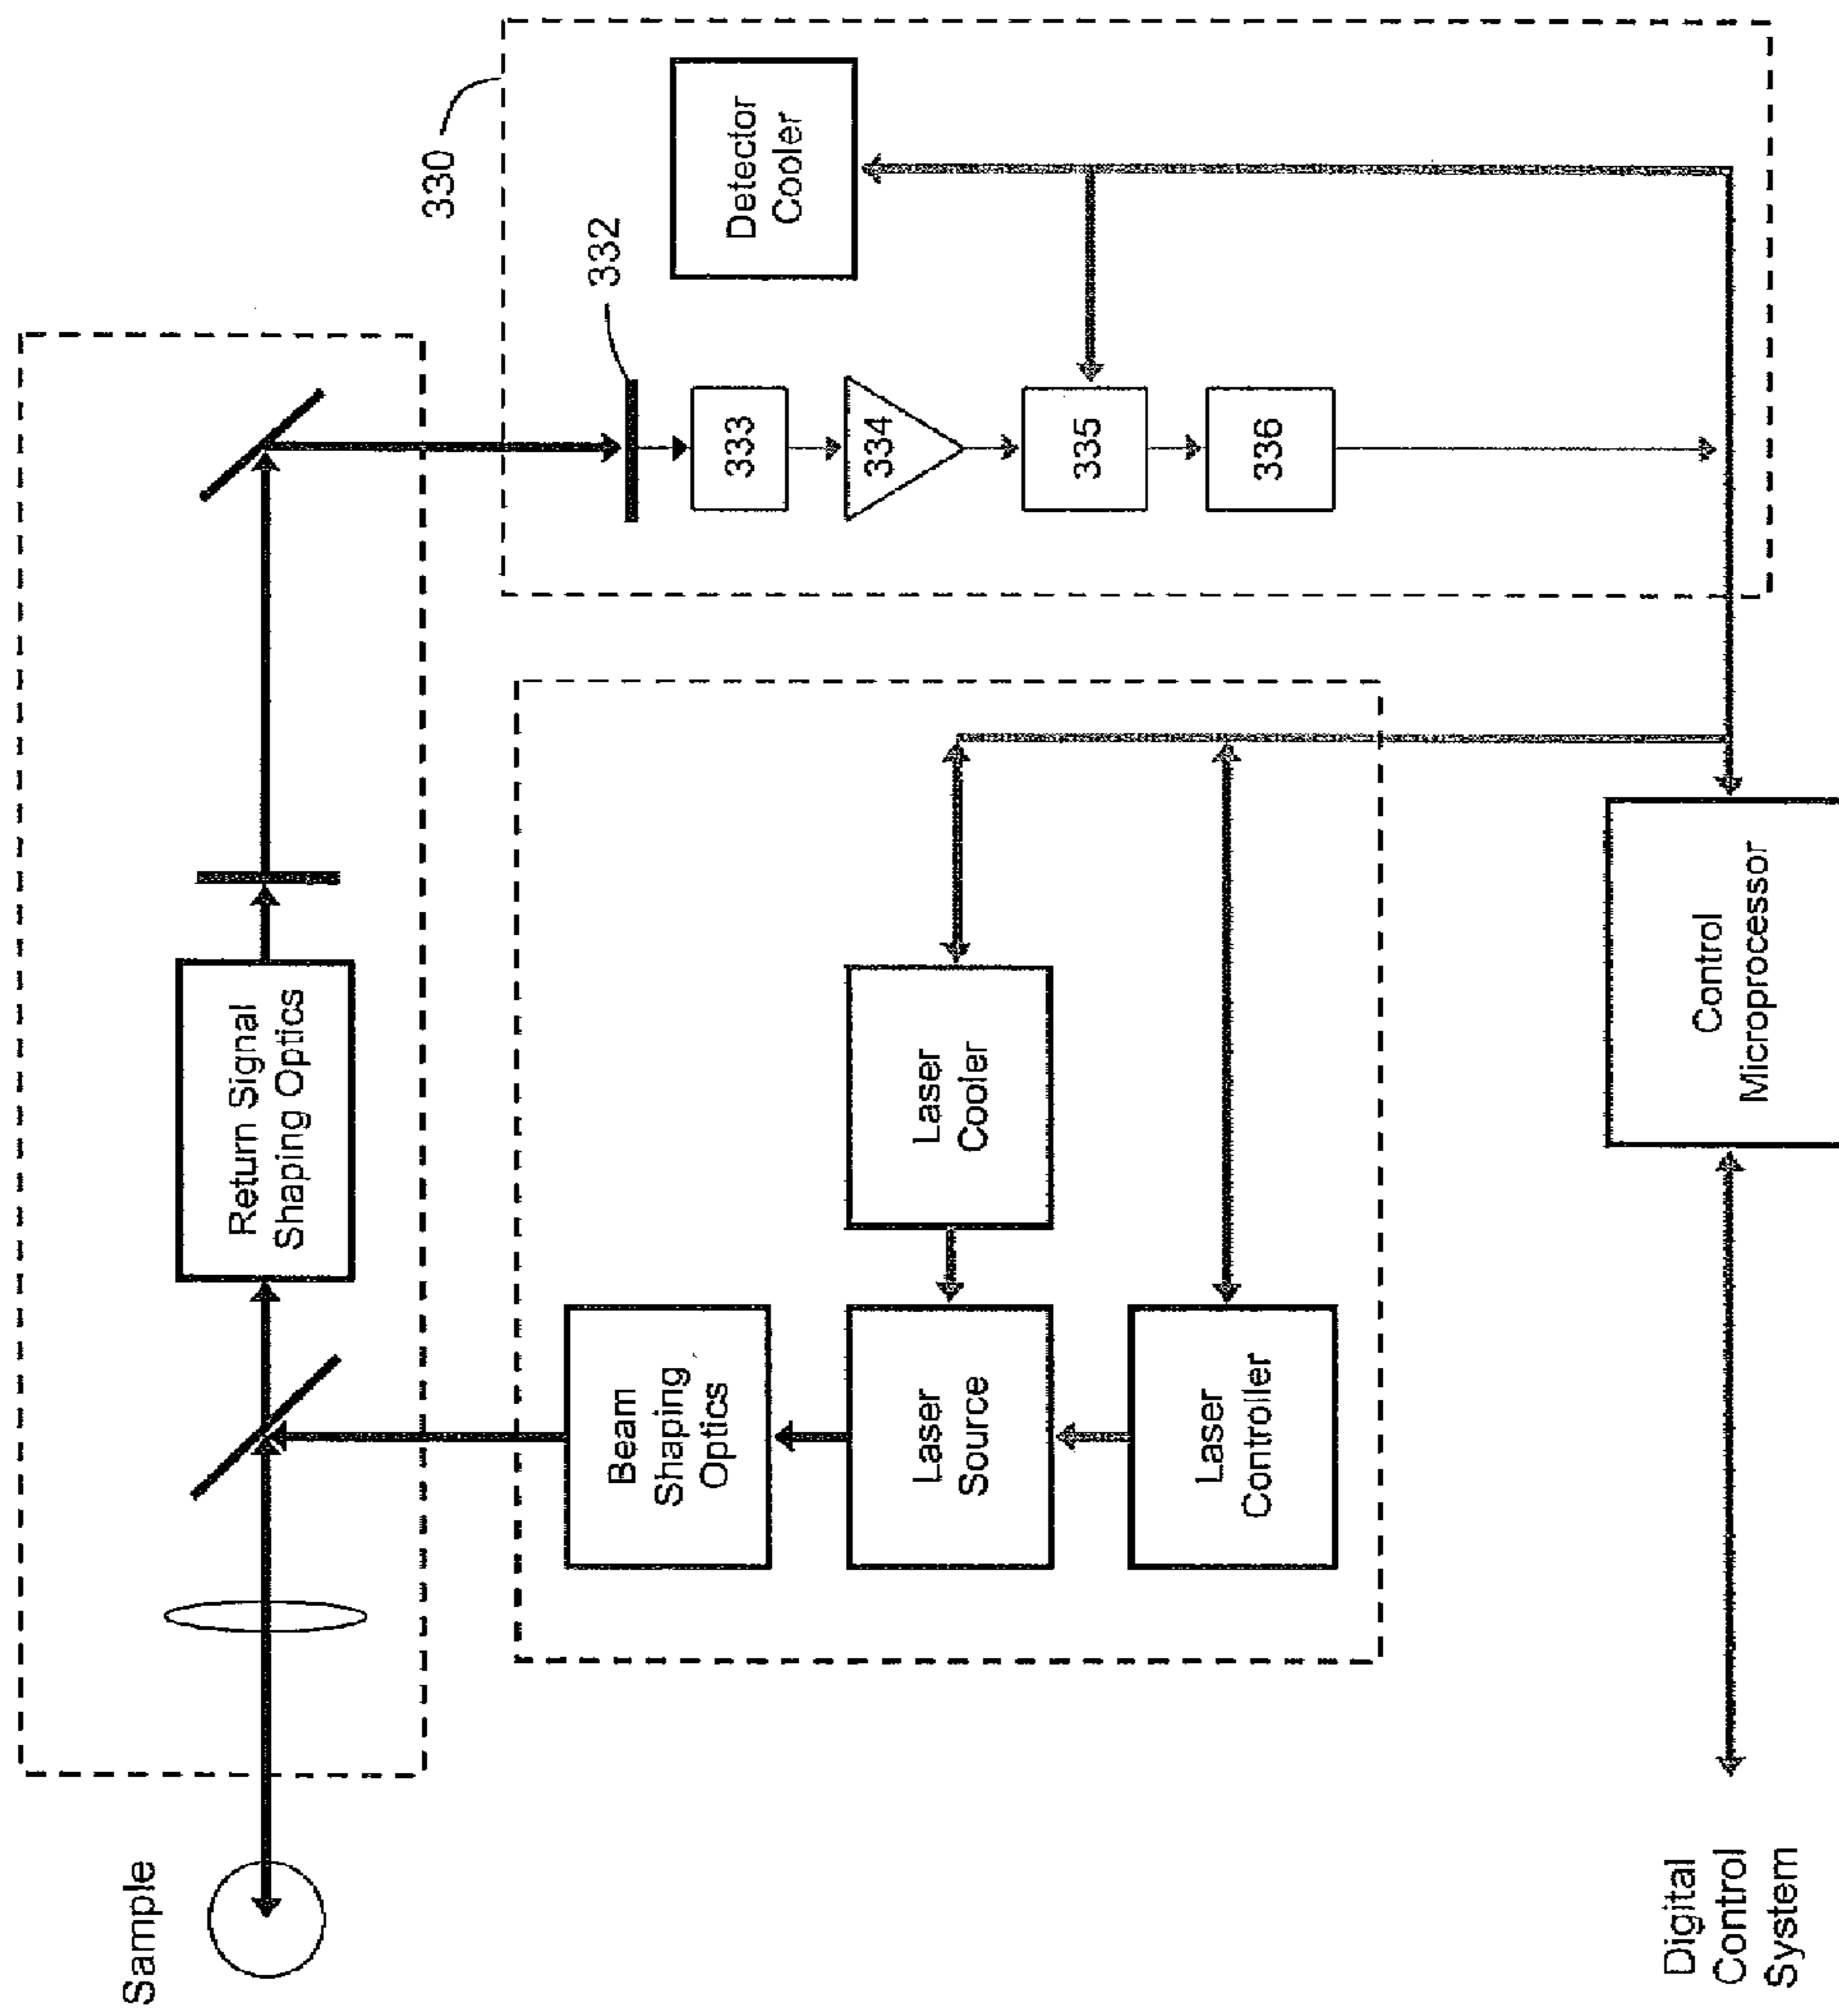 Sample
Return Signal
Shaping Optics
330
332
Detector
Cooler
333
334
335
336
Beam
Shaping
Optics
Laser
Source
Laser
Cooler
Laser
Controller
Control
Microprocessor
Digital
Control
System